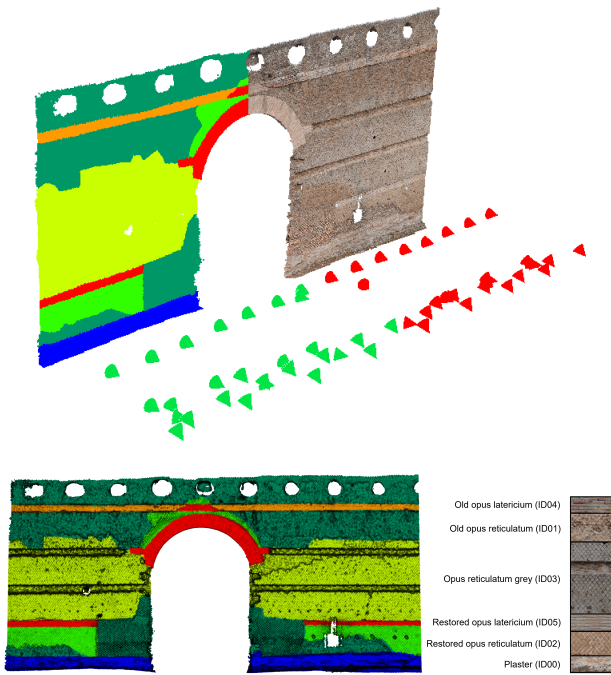 Old opus latericium (ID04)
Old opus reticulatum (ID01)
Opus reticulatum grey (ID03)
Restored opus latericium (ID05)
Restored opus reticulatum (ID02)
Plaster (ID00)